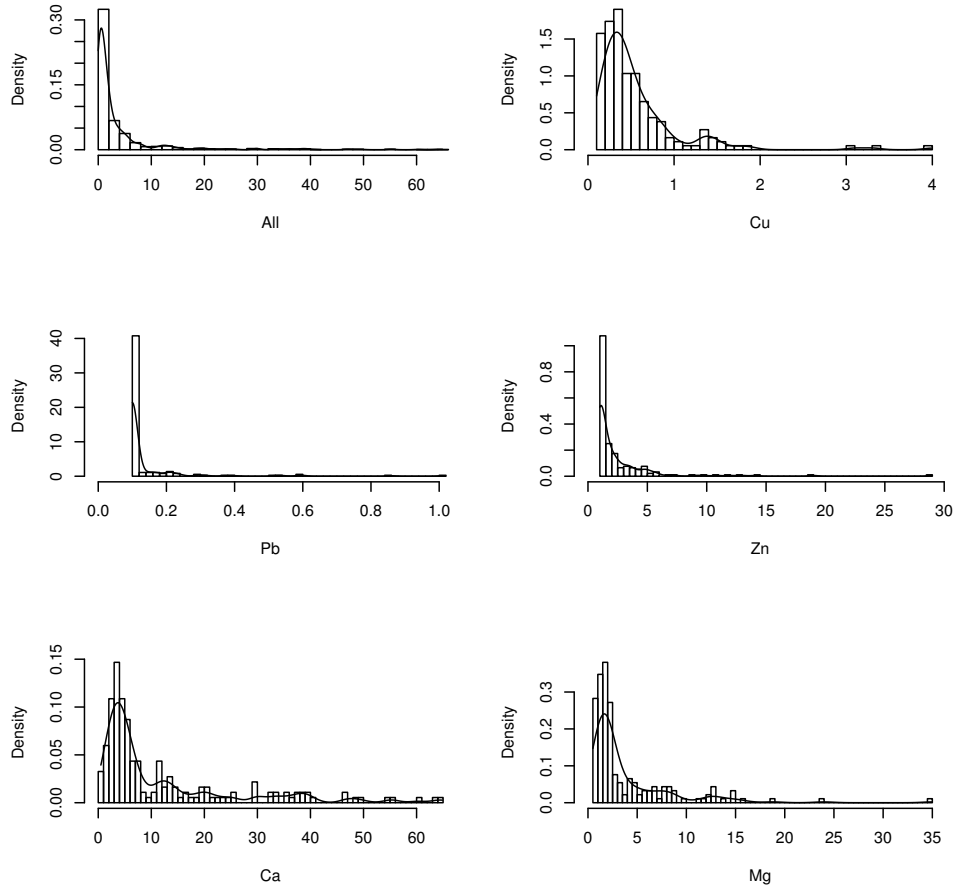 Density
0.00 0.15 0.30
0 10 20 30 40 50 60
All
Density
0.0 0.5 1.0 1.5
0 1 2 3 4
Cu
Density
0 10 20 30 40
0.0 0.2 0.4 0.6 0.8 1.0
Pb
Density
0.0 0.4 0.8
0 5 10 15 20 25 30
Zn
Density
0.00 0.05 0.10 0.15
0 10 20 30 40 50 60
Ca
Density
0.0 0.1 0.2 0.3
0 5 10 15 20 25 30 35
Mg